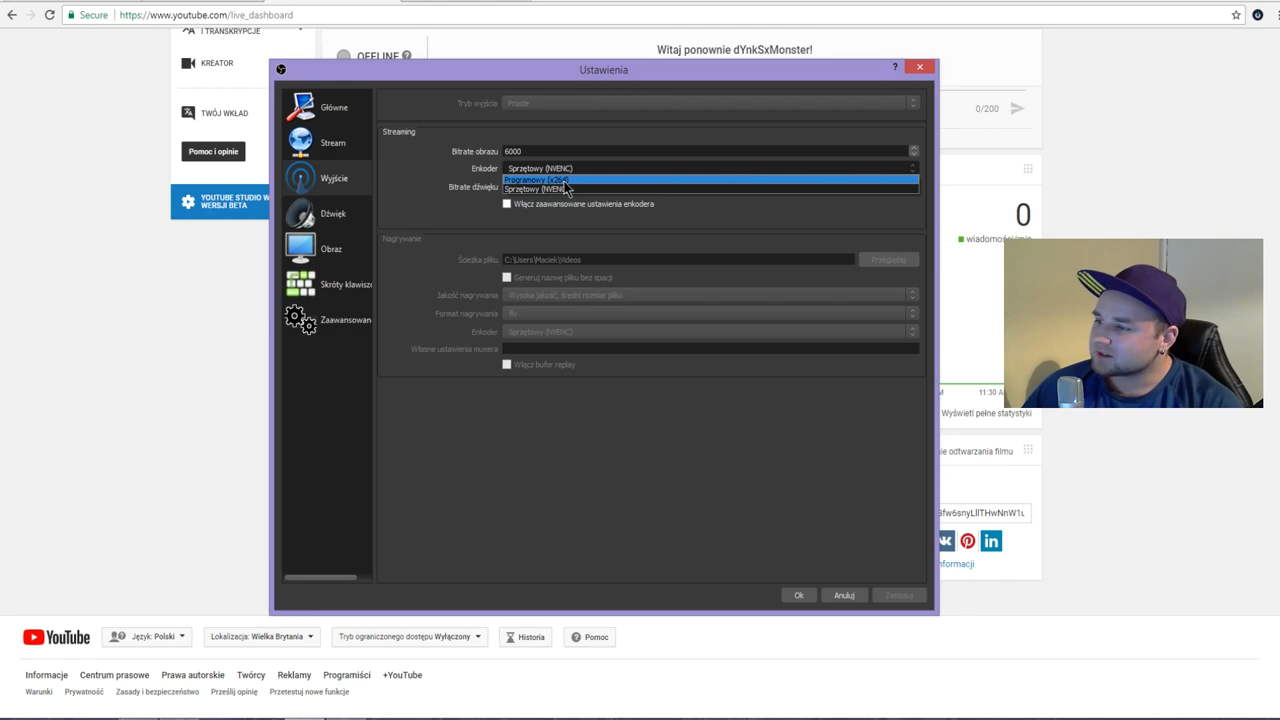 Secure
https://www.youtube.com/live_dashboard
I TRANSKRYPCJE
KREATOR
TWÓJ WKŁAD
Pomoc i opinie
YOUTUBE STUDIO W
WERSJI BETA
OFFLINE
Witaj ponownie dYnkSxMonster!
0/200
Ustawienia
?
Główne
Stream
Wyjście
Dźwięk
Obraz
Skróty klawisz
Zaawansowan
Tryb wyjścia Proste
Streaming
Bitrate obrazu 6000
Enkoder Sprzętowy (NVENC)
Programowy (x264)
Sprzętowy (NVENC)
Bitrate dźwięku
Włącz zaawansowane ustawienia enkodera
Nagrywanie
Ścieżka pliku C:\Users\Maciek\Videos Przeglądaj
Generuj nazwę pliku bez spacji
Jakość nagrywania Wysoka jakość, średni rozmiar pliku
Format nagrywania flv
Enkoder Sprzętowy (NVENC)
Własne ustawienia muxera
Włącz bufor replay
Ok Anuluj Zastosuj
0
wiadomości/min
11:30 AM
Wyświetl pełne statystyki
nie odtwarzania filmu
informacji
YouTube
Język: Polski
Lokalizacja: Wielka Brytania
Tryb ograniczonego dostępu Wyłączony
Historia
Pomoc
Informacje Centrum prasowe Prawa autorskie Twórcy Reklamy Programiści +YouTube
Warunki Prywatność Zasady i bezpieczeństwo Prześlij opinię Przetestuj nowe funkcje